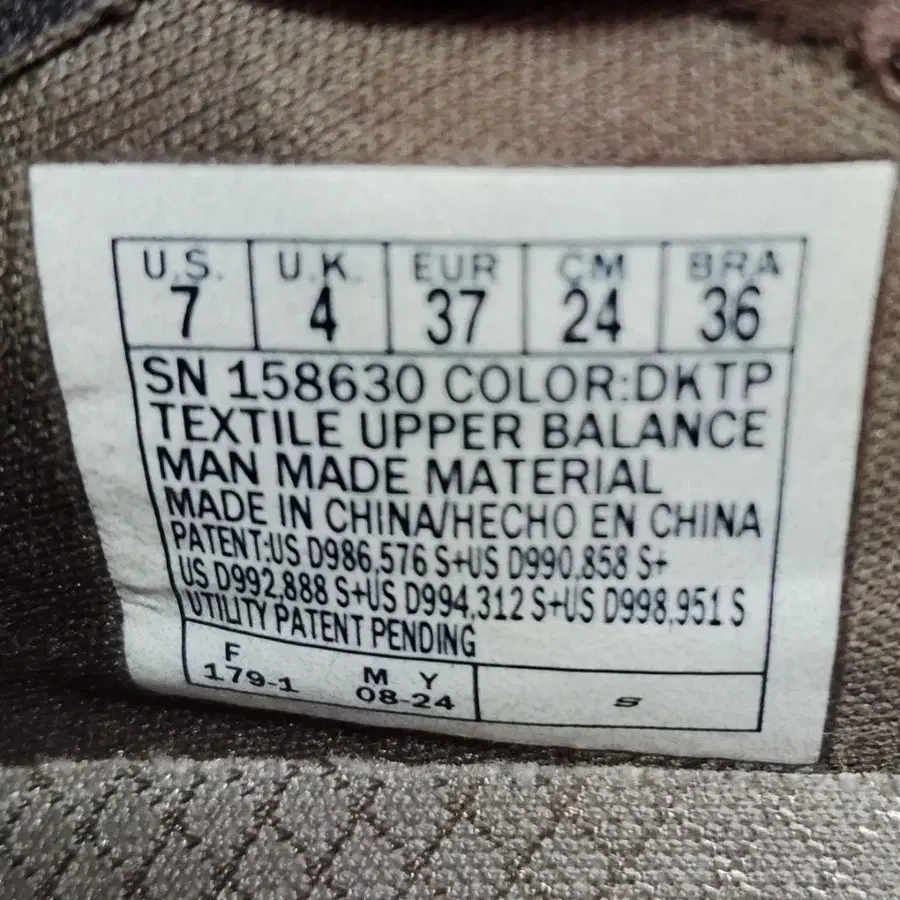 U.S. U.K. EUR CM BRA
7 4 37 24 36
SN 158630 COLOR:DKTP
TEXTILE UPPER BALANCE
MAN MADE MATERIAL
MADE IN CHINA/HECHO EN CHINA
PATENT:US D986,576 S+US D990,858 S+
US D992,888 S+US D994,312 S+US D998,951 S
UTILITY PATENT PENDING
F M Y
179-1 08-24 S